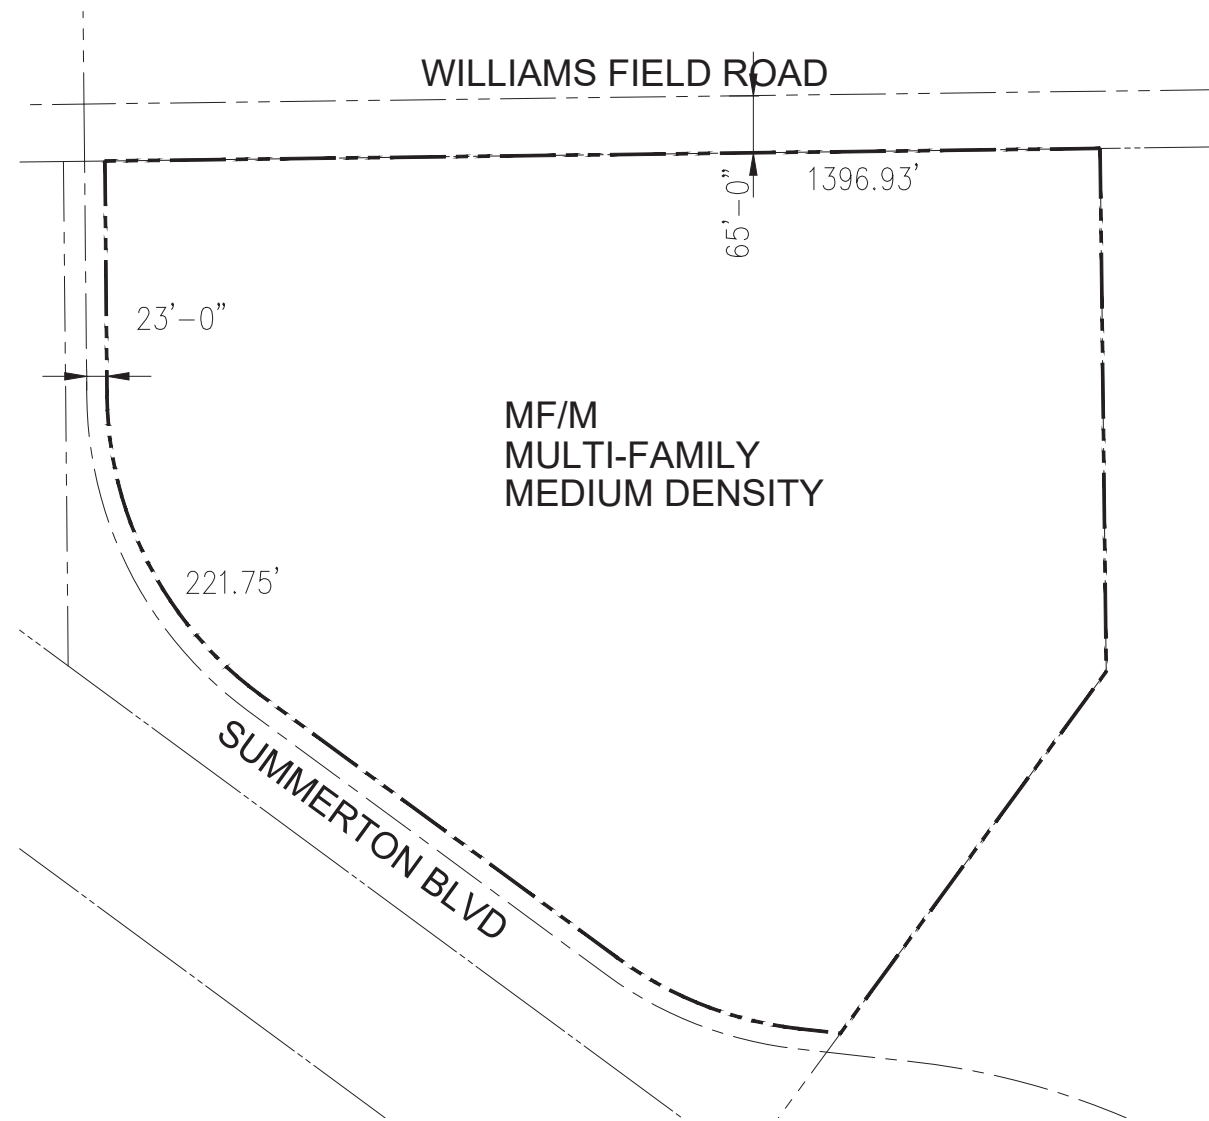 WILLIAMS FIELD ROAD
1396.93'
65'-0"
23'-0"
MF/M
MULTI-FAMILY
MEDIUM DENSITY
221.75'
SUMMERTON BLVD